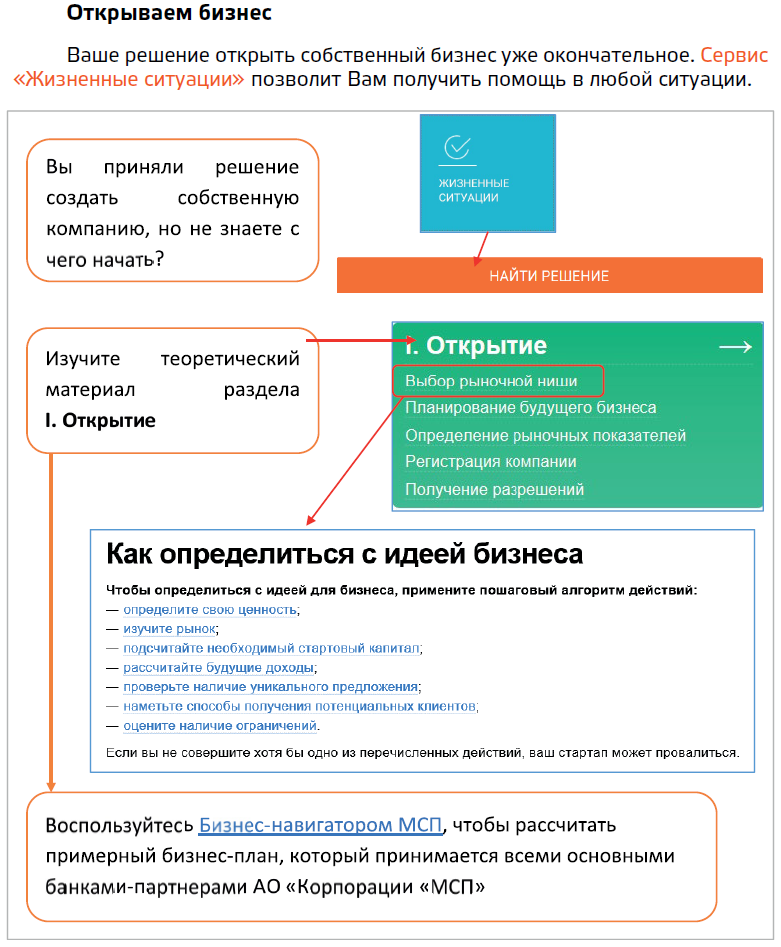 Открываем бизнес
Ваше решение открыть собственный бизнес уже окончательное. Сервис
«Жизненные ситуации» позволит Вам получить помощь в любой ситуации.
Вы приняли решение
создать собственную
компанию, но не знаете с
чего начать?
ЖИЗНЕННЫЕ
СИТУАЦИИ
НАЙТИ РЕШЕНИЕ
Изучите теоретический
материал раздела
I. Открытие
I. Открытие
Выбор рыночной ниши
Планирование будущего бизнеса
Определение рыночных показателей
Регистрация компании
Получение разрешений
Как определиться с идеей бизнеса
Чтобы определиться с идеей для бизнеса, примените пошаговый алгоритм действий:
— определите свою ценность;
— изучите рынок;
— подсчитайте необходимый стартовый капитал;
— рассчитайте будущие доходы;
— проверьте наличие уникального предложения;
— наметьте способы получения потенциальных клиентов;
— оцените наличие ограничений.
Если вы не совершите хотя бы одно из перечисленных действий, ваш стартап может провалиться.
Воспользуйтесь Бизнес-навигатором МСП, чтобы рассчитать
примерный бизнес-план, который принимается всеми основными
банками-партнерами АО «Корпорации «МСП»